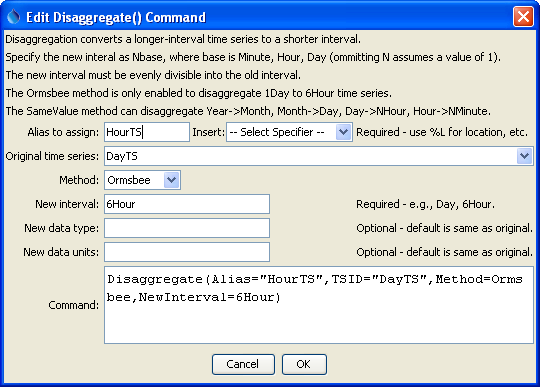 Edit Disaggregate() Command
Disaggregation converts a longer-interval time series to a shorter interval.
Specify the new interal as Nbase, where base is Minute, Hour, Day (ommitting N assumes a value of 1).
The new interval must be evenly divisible into the old interval.
The Ormsbee method is only enabled to disaggregate 1Day to 6Hour time series.
The SameValue method can disaggregate Year->Month, Month->Day, Day->NHour, Hour->NMinute.
Alias to assign: HourTS Insert: -- Select Specifier -- Required - use %L for location, etc.
Original time series: DayTS
Method: Ormsbee
New interval: 6Hour Required - e.g., Day, 6Hour.
New data type: Optional - default is same as original.
New data units: Optional - default is same as original.
Command: Disaggregate(Alias="HourTS",TSID="DayTS",Method=Orms
bee,NewInterval=6Hour)
Cancel OK